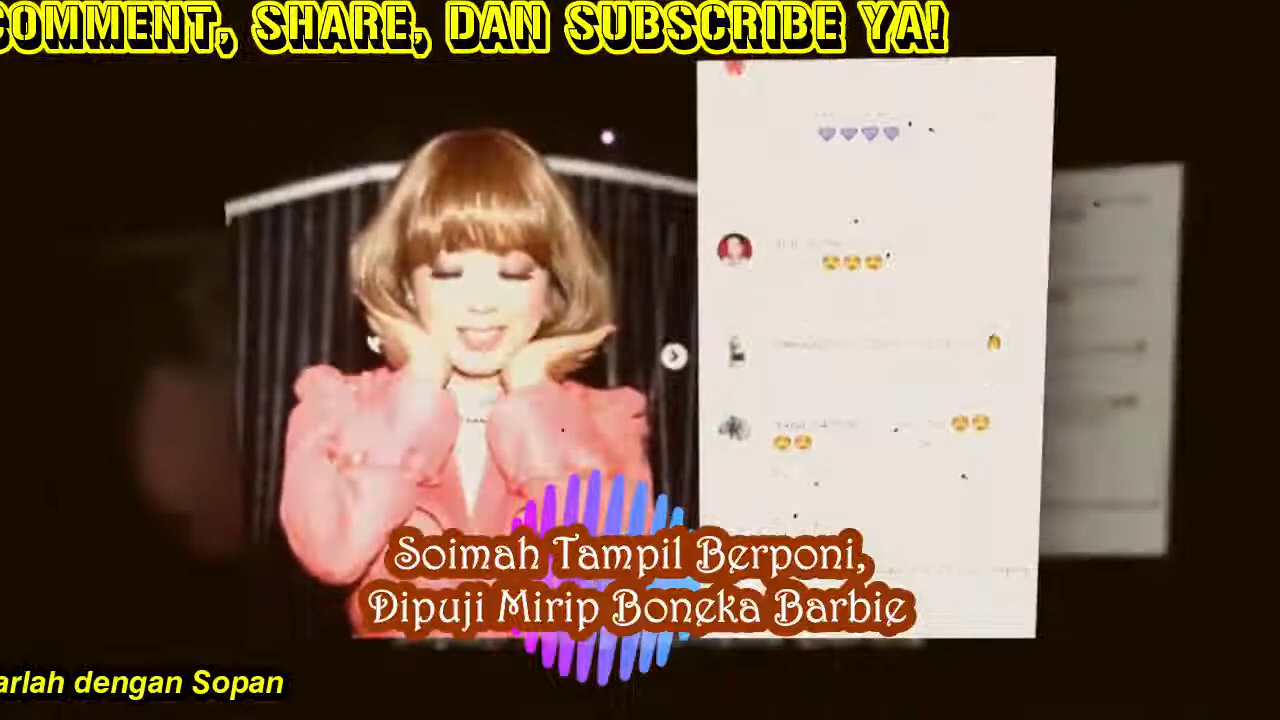 COMMENT, SHARE, DAN SUBSCRIBE YA!
Soimah Tampil Berponi,
Dipuji Mirip Boneka Barbie
arlah dengan Sopan